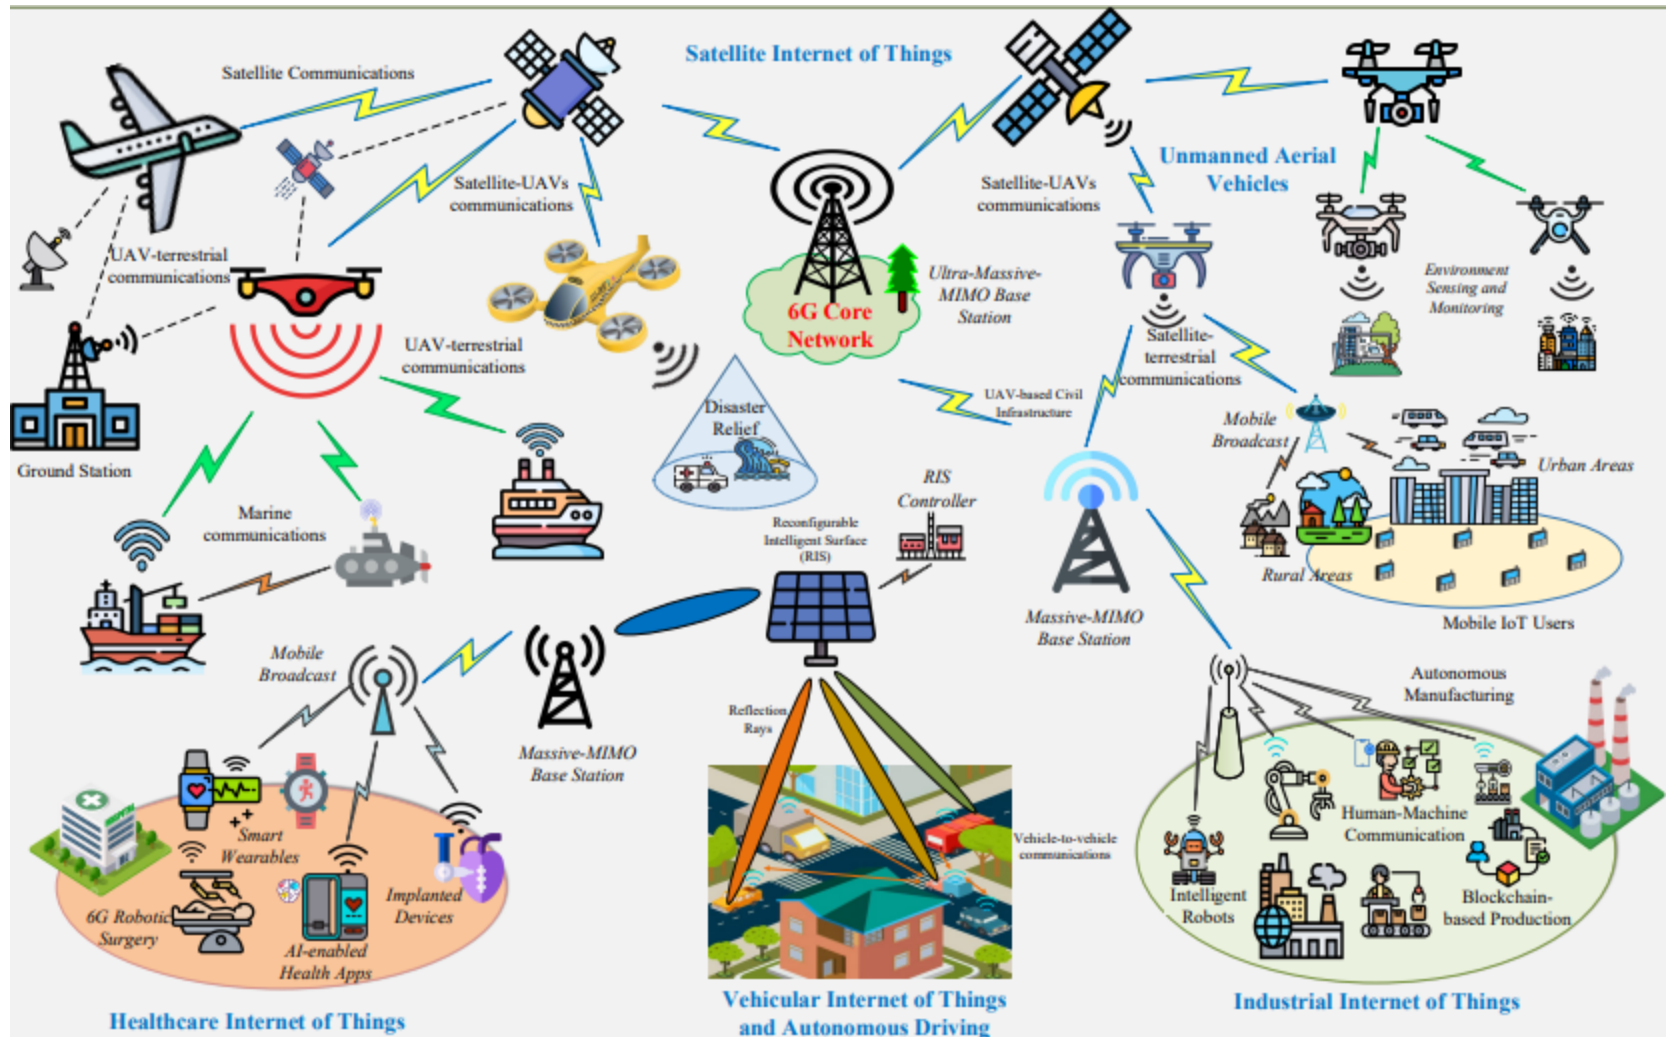 Satellite Internet of Things
Satellite Communications
Unmanned Aerial
Vehicles
Satellite-UAVs
communications
Satellite-UAVs
communications
UAV-terrestrial
communications
Ultra-Massive-
MIMO Base
Station
6G Core
Network
Environment
Sensing and
Monitoring
UAV-terrestrial
communications
Satellite-
terrestrial
communications
UAV-based Civil
Infrastructure
Disaster
Relief
Mobile
Broadcast
Urban Areas
Ground Station
RIS
Controller
Marine
communications
Reconfigurable
Intelligent Surface
(RIS)
Rural Areas
Massive-MIMO
Base Station
Mobile IoT Users
Mobile
Broadcast
Autonomous
Manufacturing
Reflection
Rays
Massive-MIMO
Base Station
HOSPITAL
Smart
Wearables
Human-Machine
Communication
Vehicle-to-vehicle
communications
Implanted
Devices
6G Robotic
Surgery
AI-enabled
Health Apps
Intelligent
Robots
Blockchain-
based Production
Healthcare Internet of Things
Vehicular Internet of Things
and Autonomous Driving
Industrial Internet of Things